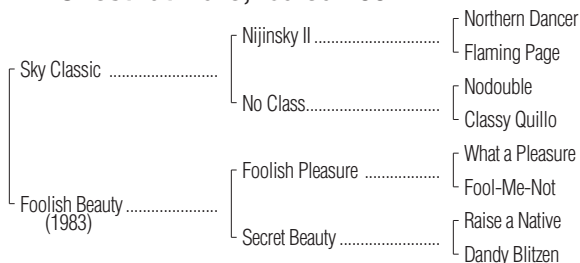 Northern Dancer
Nijinsky II
Flaming Page
Sky Classic
Nodouble
No Class
Classy Quillo
What a Pleasure
Foolish Pleasure
Fool-Me-Not
Foolish Beauty
(1983)
Raise a Native
Secret Beauty
Dandy Blitzen